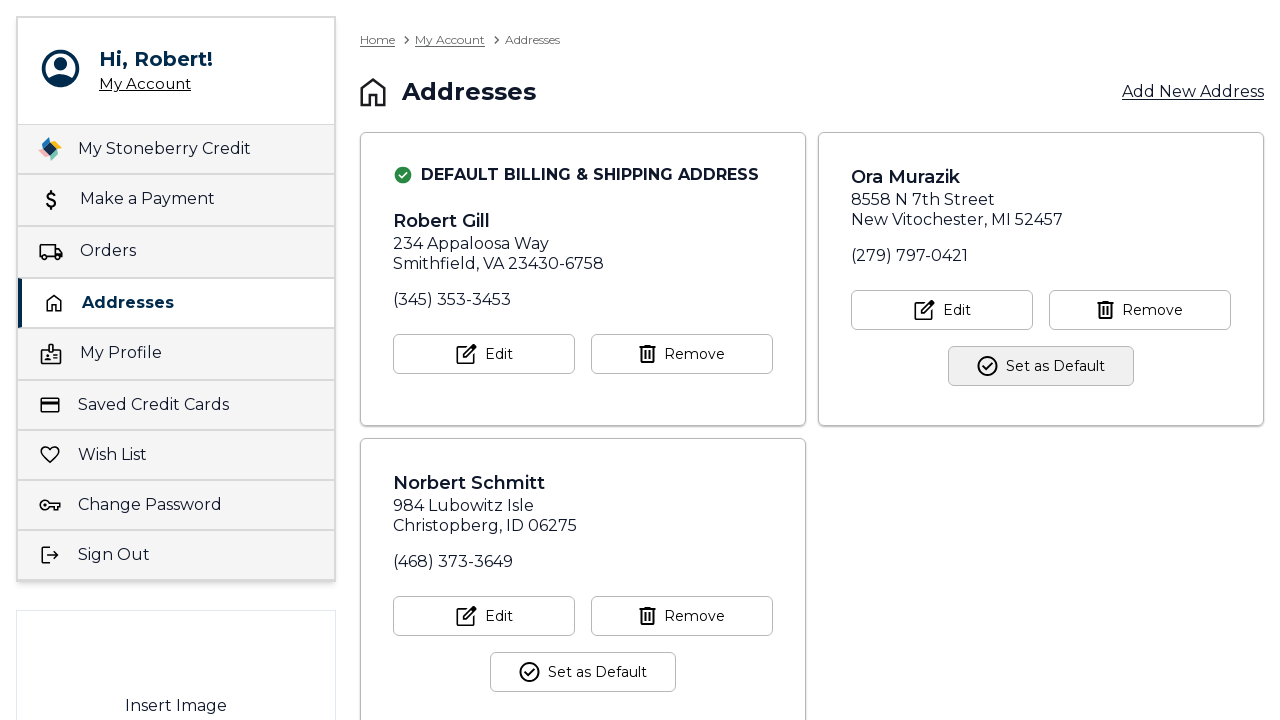 Hi, Robert!
My Account
My Stoneberry Credit
Make a Payment
Orders
Addresses
My Profile
Saved Credit Cards
Wish List
Change Password
Sign Out
Insert Image
Home > My Account > Addresses
Addresses
Add New Address
DEFAULT BILLING & SHIPPING ADDRESS
Robert Gill
234 Appaloosa Way
Smithfield, VA 23430-6758
(345) 353-3453
Edit
Remove
Ora Murazik
8558 N 7th Street
New Vitochester, MI 52457
(279) 797-0421
Edit
Remove
Set as Default
Norbert Schmitt
984 Lubowitz Isle
Christopberg, ID 06275
(468) 373-3649
Edit
Remove
Set as Default